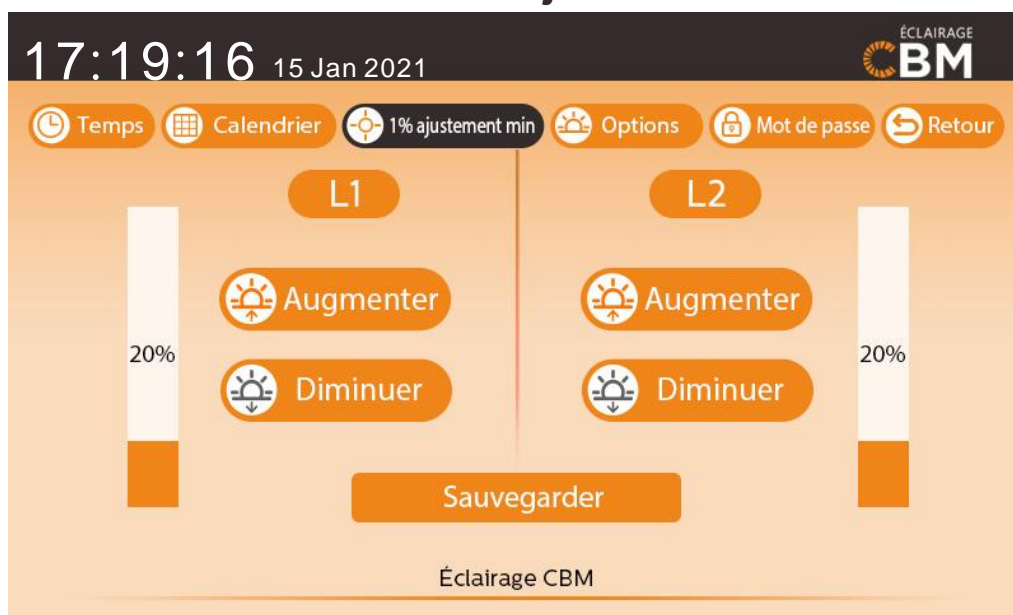 17:19:16 15 Jan 2021
ÉCLAIRAGE
CBM
Temps Calendrier 1% ajustement min Options Mot de passe Retour
L1 L2
Augmenter Augmenter
20% 20%
Diminuer Diminuer
Sauvegarder
Éclairage CBM